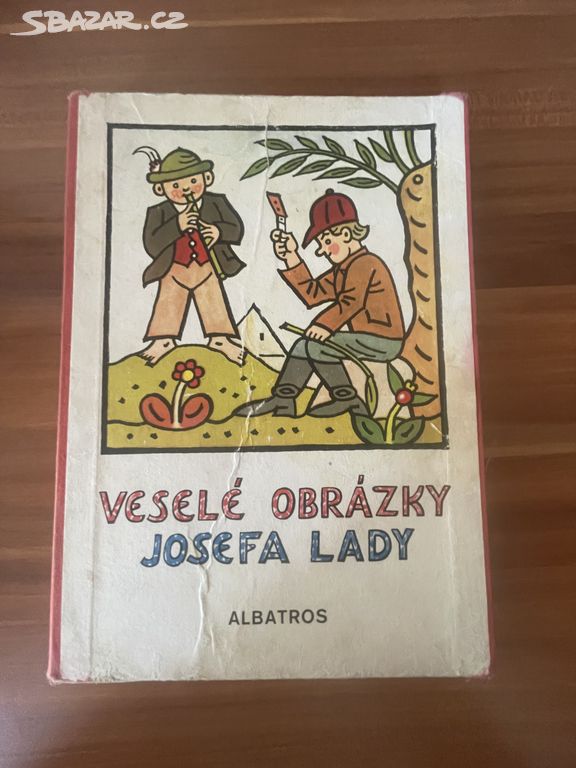 SBAZAR.CZ
VESELÉ OBRÁZKY
JOSEFA LADY
ALBATROS